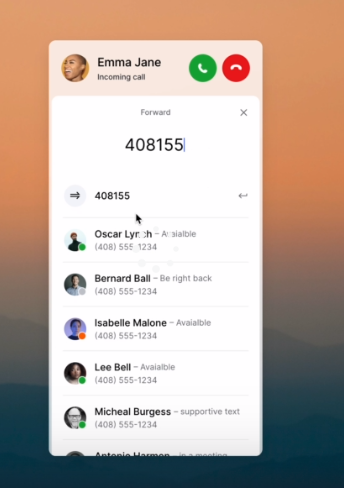 Emma Jane
Incoming call
Forward
408155
408155
Oscar Lynch – Avaialble
(408) 555-1234
Bernard Ball – Be right back
(408) 555-1234
Isabelle Malone – Avaialble
(408) 555-1234
Lee Bell – Avaialble
(408) 555-1234
Micheal Burgess – supportive text
(408) 555-1234
Antonio Harmon – in a meeting